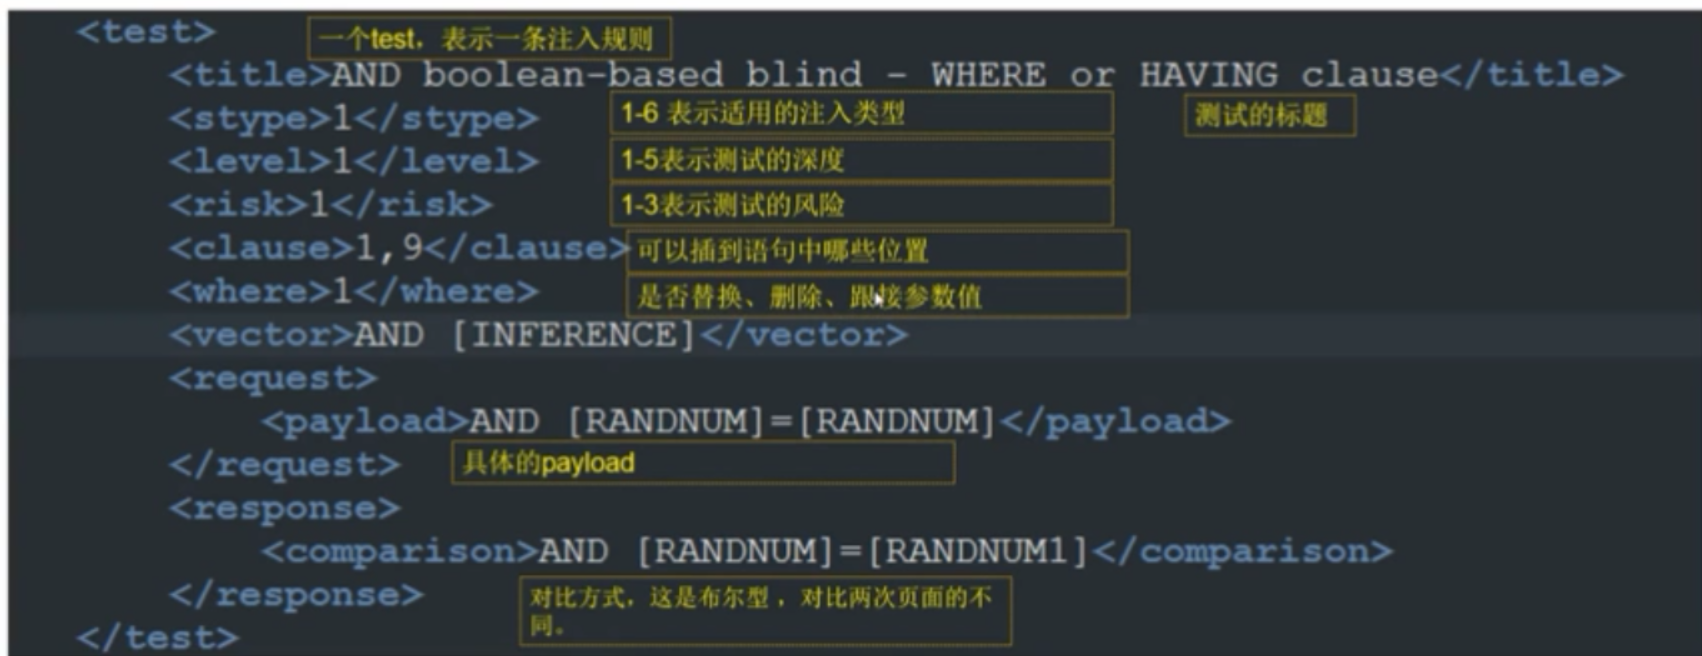 <test>
一个test，表示一条注入规则
<title>AND boolean-based blind - WHERE or HAVING clause</title>
<stype>1</stype>
1-6 表示适用的注入类型
测试的标题
<level>1</level>
1-5表示测试的深度
<risk>1</risk>
1-3表示测试的风险
<clause>1,9</clause>
可以插到语句中哪些位置
<where>1</where>
是否替换、删除、跟接参数值
<vector>AND [INFERENCE]</vector>
<request>
<payload>AND [RANDNUM]=[RANDNUM]</payload>
</request>
具体的payload
<response>
<comparison>AND [RANDNUM]=[RANDNUM1]</comparison>
</response>
对比方式，这是布尔型，对比两次页面的不
同。
</test>